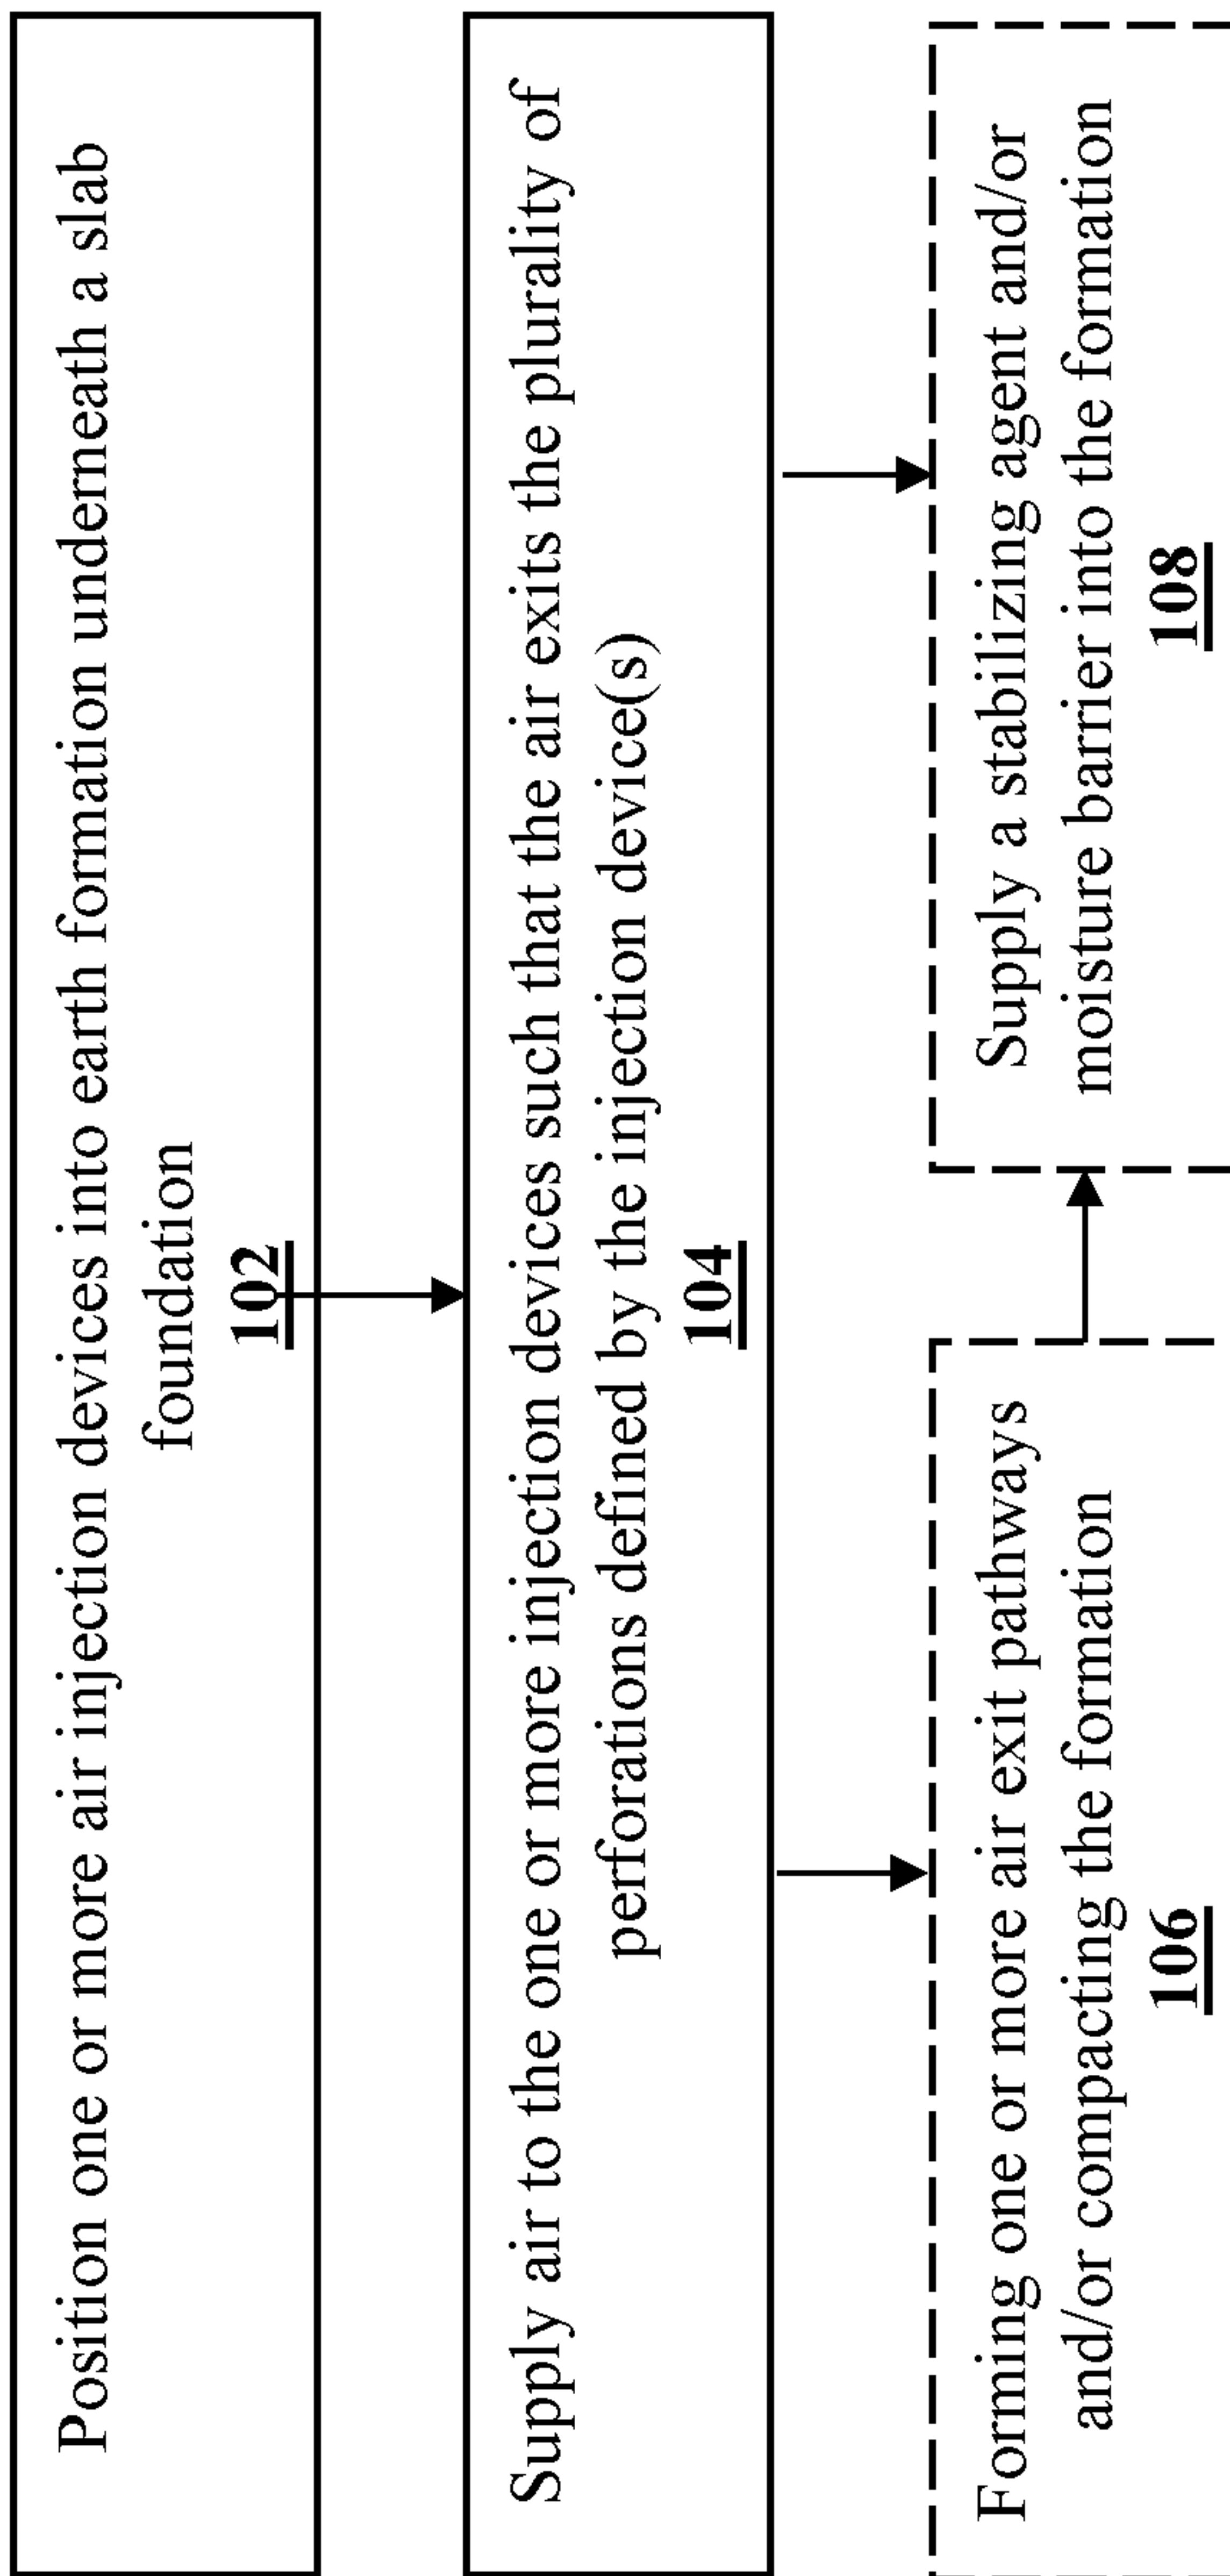 Position one or more air injection devices into earth formation underneath a slab
foundation
102
Supply air to the one or more injection devices such that the air exits the plurality of
perforations defined by the injection device(s)
104
Forming one or more air exit pathways
and/or compacting the formation
106
Supply a stabilizing agent and/or
moisture barrier into the formation
108